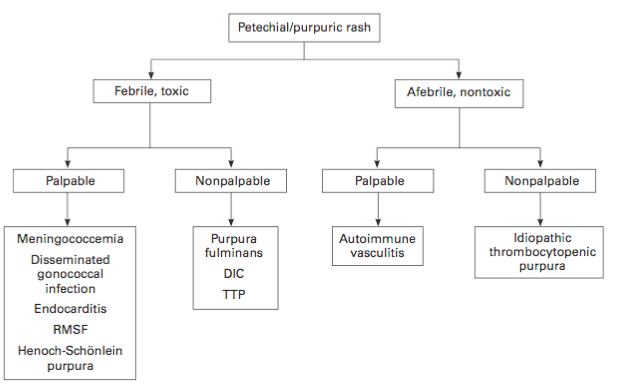 Petechial/purpuric rash
Febrile, toxic
Afebrile, nontoxic
Palpable
Nonpalpable
Palpable
Nonpalpable
Meningococcemia
Disseminated
gonococcal
infection
Endocarditis
RMSF
Henoch-Schönlein
purpura
Purpura
fulminans
DIC
TTP
Autoimmune
vasculitis
Idiopathic
thrombocytopenic
purpura